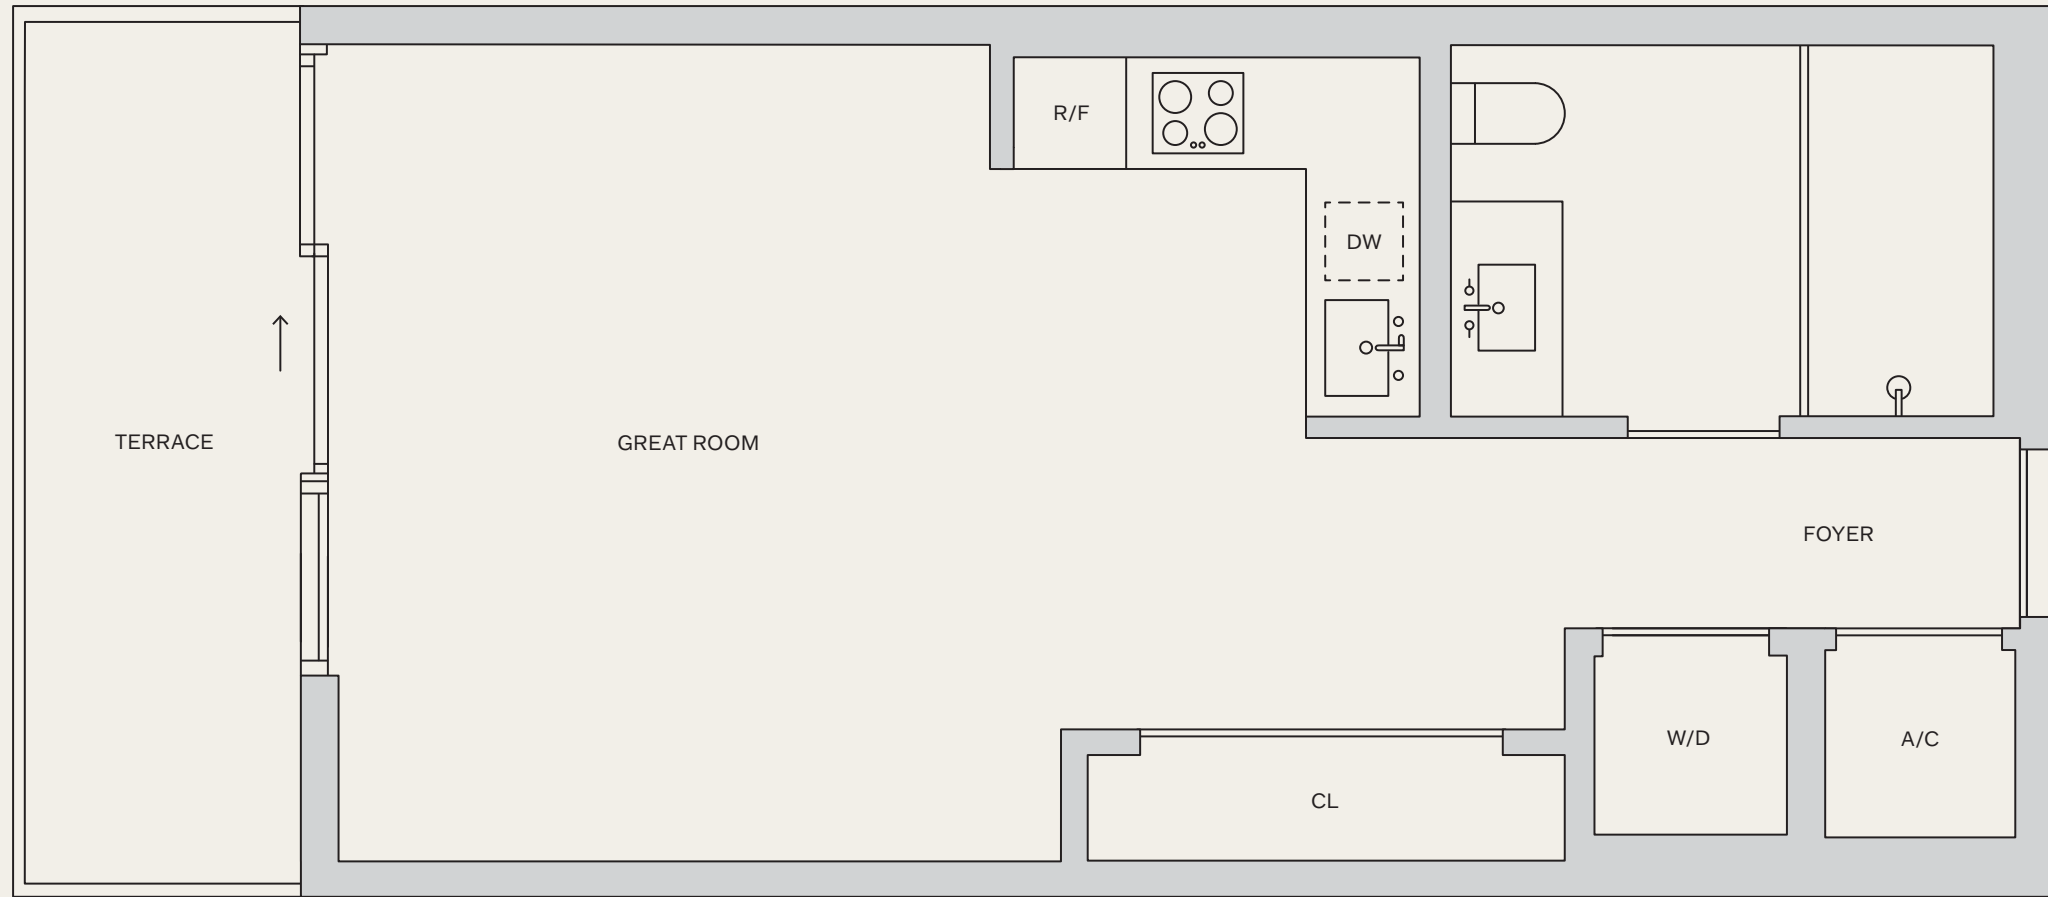 R/F
DW
TERRACE
GREAT ROOM
FOYER
W/D
A/C
CL